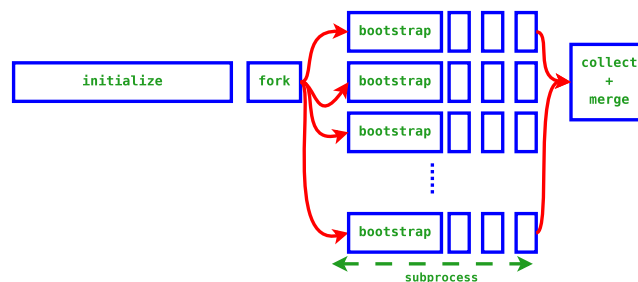 initialize
fork
bootstrap
bootstrap
bootstrap
bootstrap
subprocess
collect
+
merge